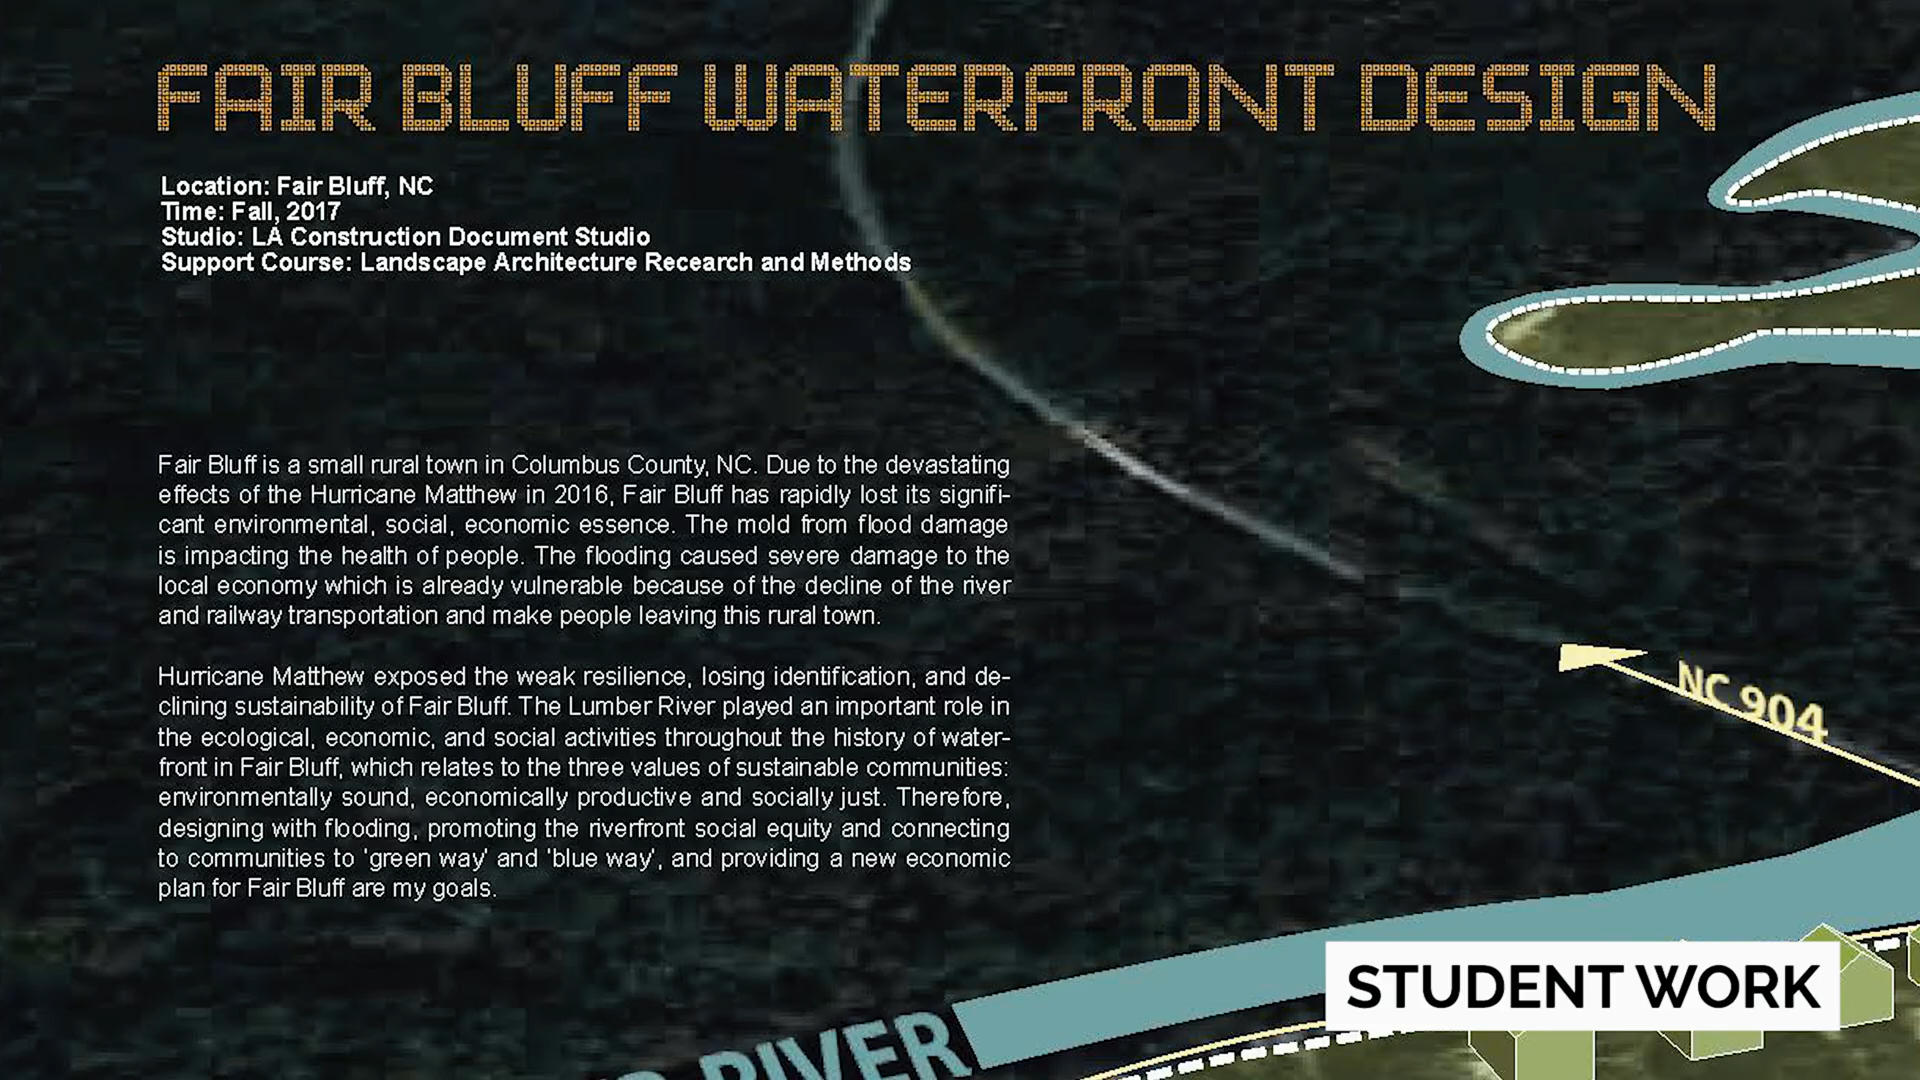 FAIR BLUFF WATERFRONT DESIGN
Location: Fair Bluff, NC
Time: Fall, 2017
Studio: LA Construction Document Studio
Support Course: Landscape Architecture Recearch and Methods
Fair Bluff is a small rural town in Columbus County, NC. Due to the devastating
effects of the Hurricane Matthew in 2016, Fair Bluff has rapidly lost its signifi-
cant environmental, social, economic essence. The mold from flood damage
is impacting the health of people. The flooding caused severe damage to the
local economy which is already vulnerable because of the decline of the river
and railway transportation and make people leaving this rural town.
Hurricane Matthew exposed the weak resilience, losing identification, and de-
clining sustainability of Fair Bluff. The Lumber River played an important role in
the ecological, economic, and social activities throughout the history of water-
front in Fair Bluff, which relates to the three values of sustainable communities:
environmentally sound, economically productive and socially just. Therefore,
designing with flooding, promoting the riverfront social equity and connecting
to communities to 'green way' and 'blue way', and providing a new economic
plan for Fair Bluff are my goals.
NC 904
RIVER
STUDENT WORK